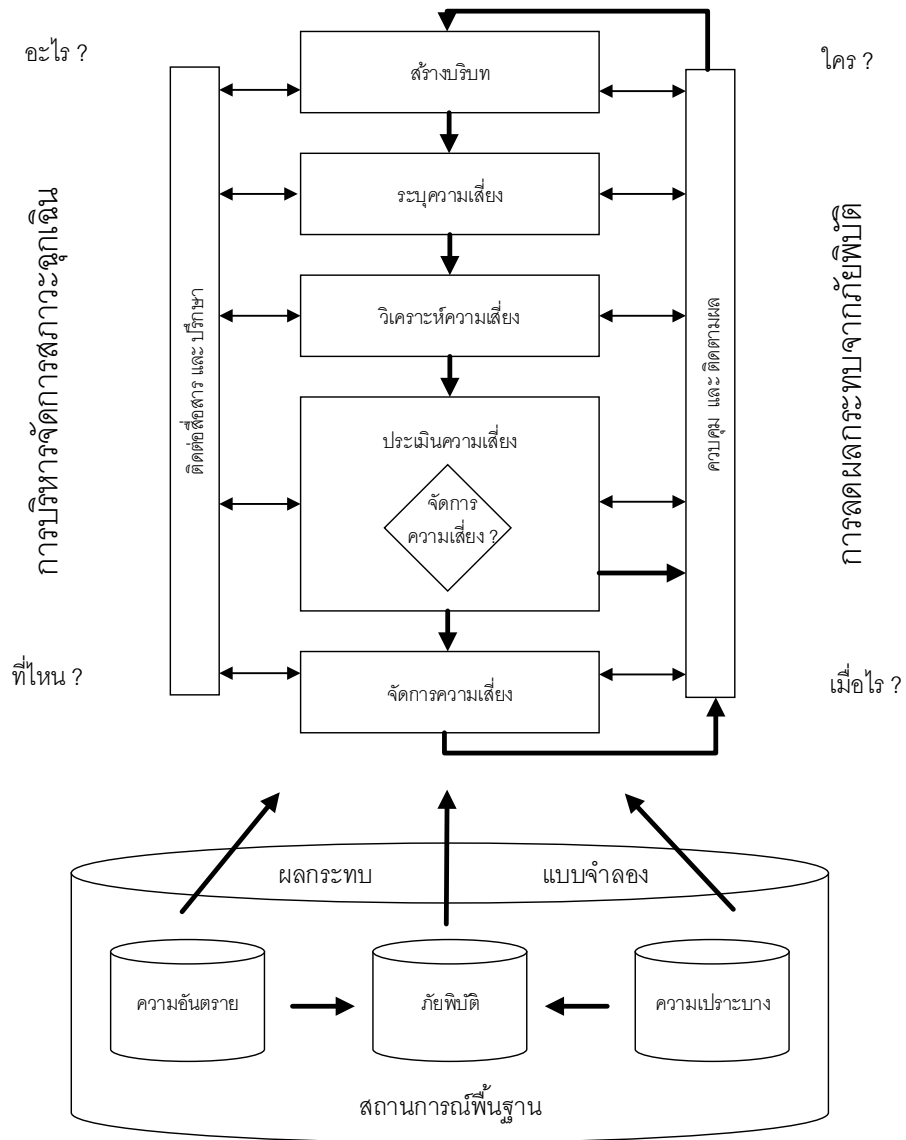 อะไร ?
ใคร ?
สร้างบริบท
ระบุความเสี่ยง
วิเคราะห์ความเสี่ยง
ประเมินความเสี่ยง
จัดการ
ความเสี่ยง ?
จัดการความเสี่ยง
การบริหารจัดการสภาวะฉุกเฉิน
ติดต่อสื่อสาร และ ปรึกษา
ควบคุม และ ติดตามผล
การลดผลกระทบจากภัยพิบัติ
ที่ไหน ?
เมื่อไร ?
ผลกระทบ
แบบจำลอง
ความอันตราย
ภัยพิบัติ
ความเปราะบาง
สถานการณ์พื้นฐาน